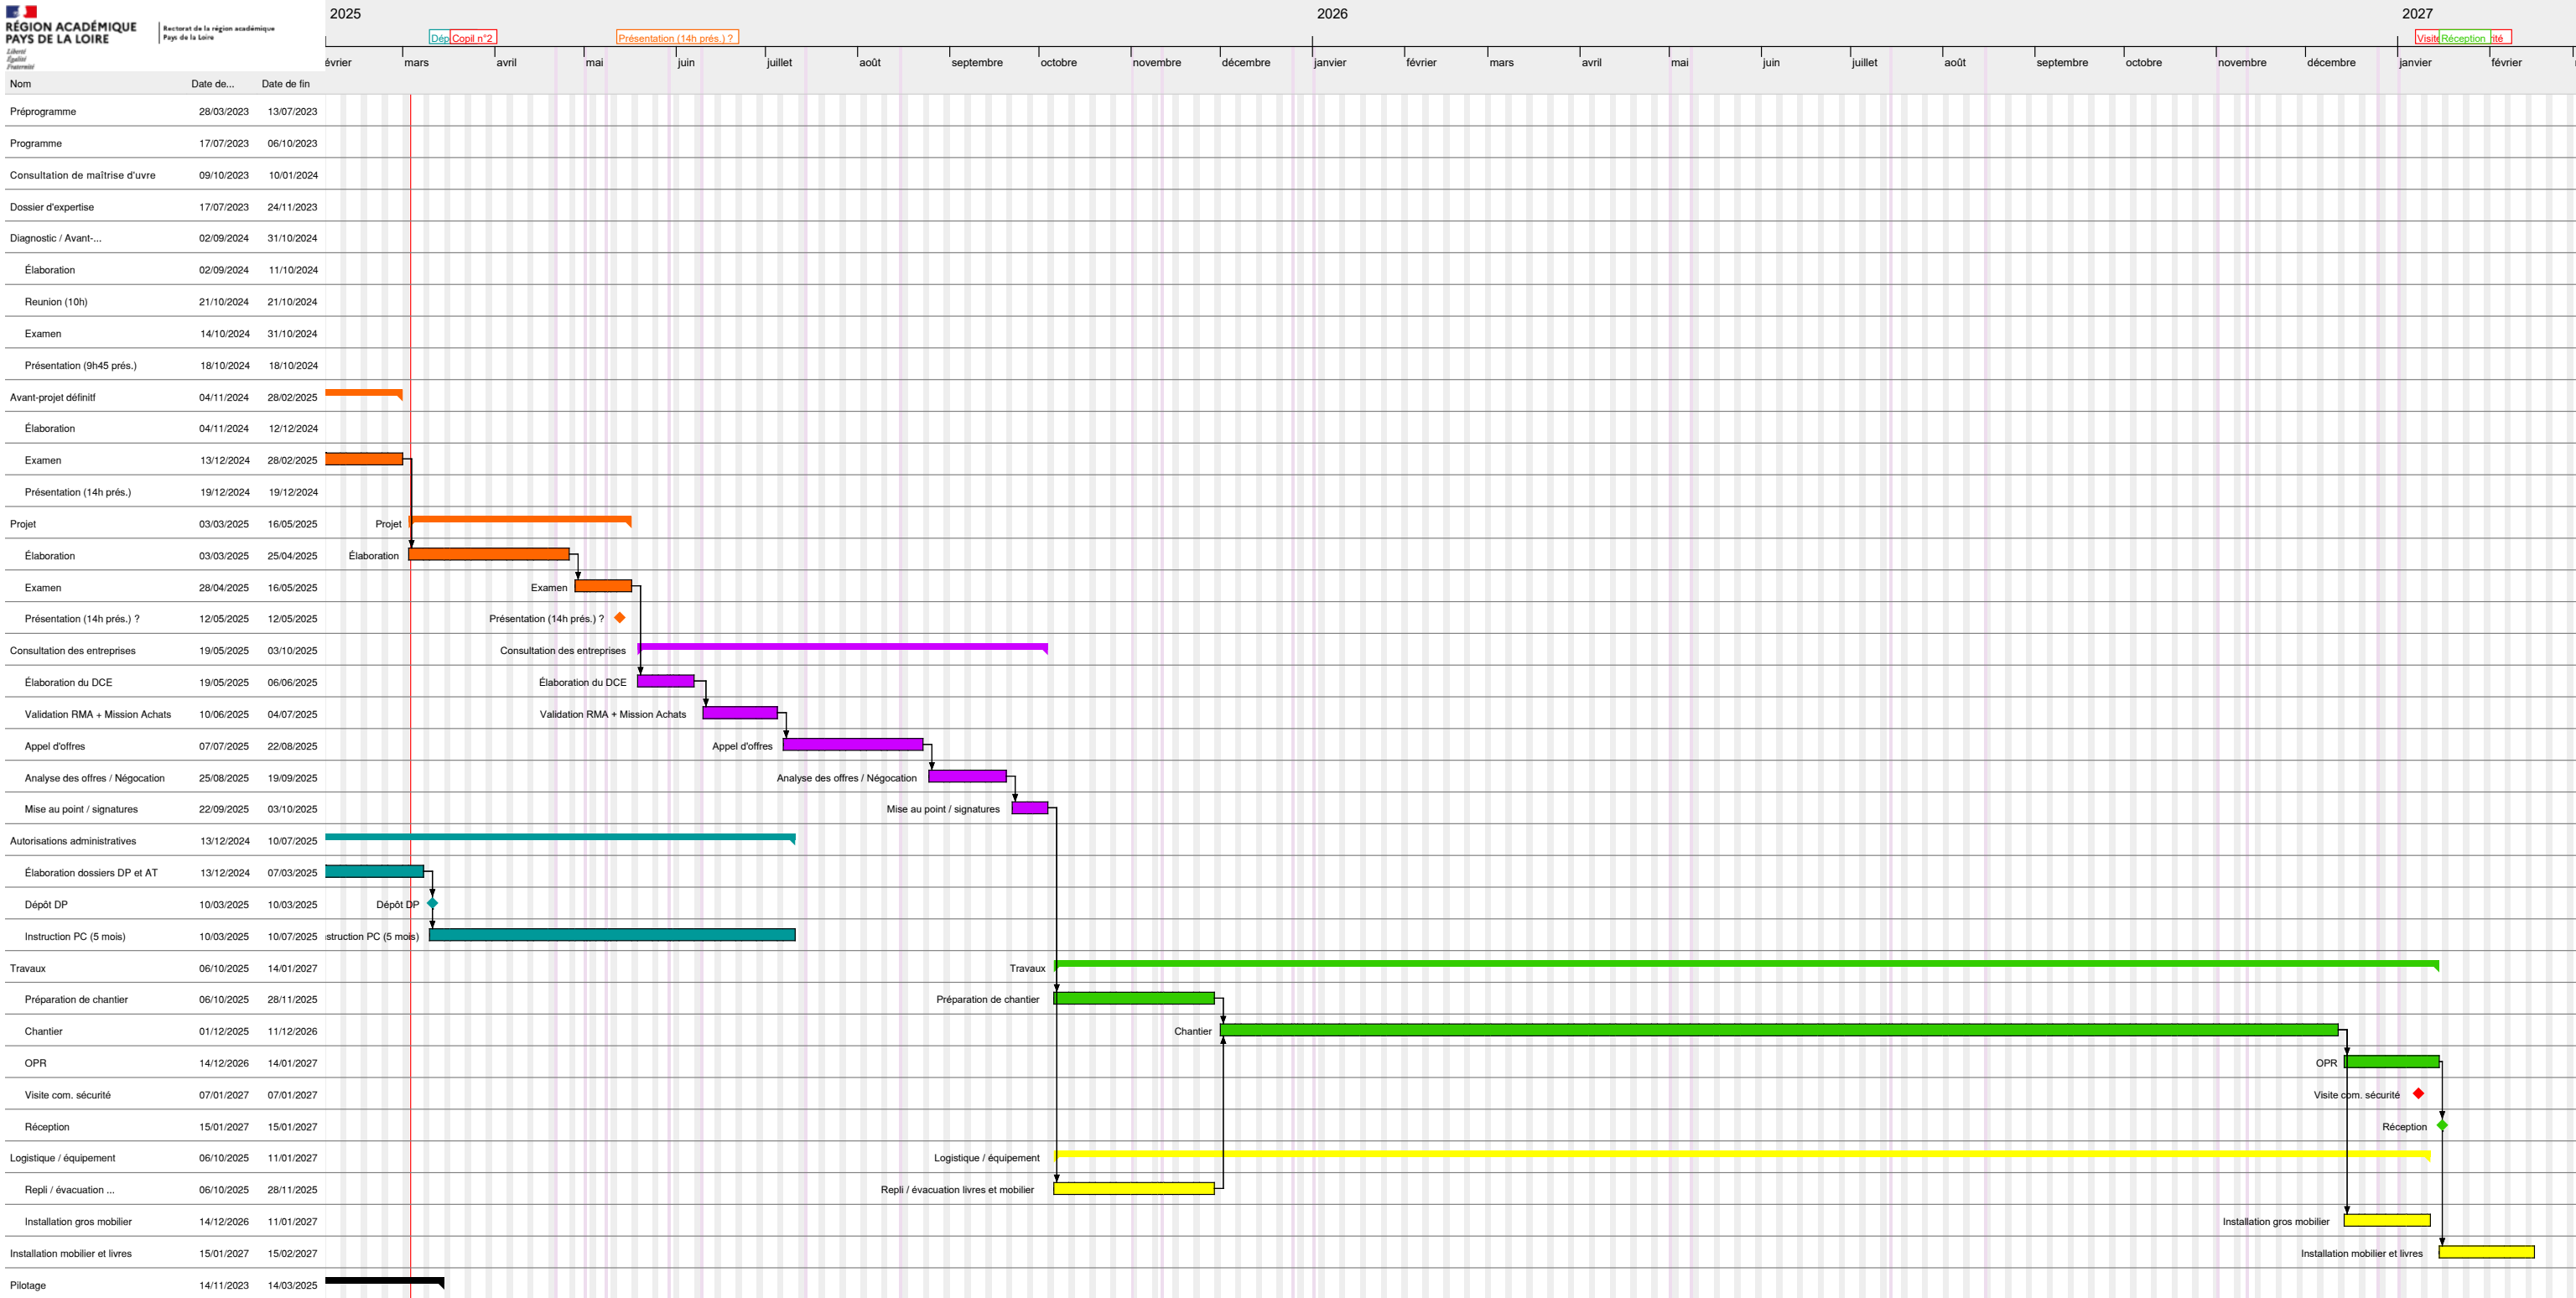 RÉGION ACADÉMIQUE
PAYS DE LA LOIRE
Liberté
Égalité
Fraternité
Rectorat de la région académique
Pays de la Loire
2025 2026 2027
Dép Copil n°2 Présentation (14h prés.) ? Visite Réception rité
évrier mars avril mai juin juillet août septembre octobre novembre décembre janvier février mars avril mai juin juillet août septembre octobre novembre décembre janvier février
Nom Date de... Date de fin
Préprogramme 28/03/2023 13/07/2023
Programme 17/07/2023 06/10/2023
Consultation de maîtrise d'uvre 09/10/2023 10/01/2024
Dossier d'expertise 17/07/2023 24/11/2023
Diagnostic / Avant-... 02/09/2024 31/10/2024
Élaboration 02/09/2024 11/10/2024
Reunion (10h) 21/10/2024 21/10/2024
Examen 14/10/2024 31/10/2024
Présentation (9h45 prés.) 18/10/2024 18/10/2024
Avant-projet définitf 04/11/2024 28/02/2025
Élaboration 04/11/2024 12/12/2024
Examen 13/12/2024 28/02/2025
Présentation (14h prés.) 19/12/2024 19/12/2024
Projet 03/03/2025 16/05/2025 Projet
Élaboration 03/03/2025 25/04/2025 Élaboration
Examen 28/04/2025 16/05/2025 Examen
Présentation (14h prés.) ? 12/05/2025 12/05/2025 Présentation (14h prés.) ?
Consultation des entreprises 19/05/2025 03/10/2025 Consultation des entreprises
Élaboration du DCE 19/05/2025 06/06/2025 Élaboration du DCE
Validation RMA + Mission Achats 10/06/2025 04/07/2025 Validation RMA + Mission Achats
Appel d'offres 07/07/2025 22/08/2025 Appel d'offres
Analyse des offres / Négocation 25/08/2025 19/09/2025 Analyse des offres / Négocation
Mise au point / signatures 22/09/2025 03/10/2025 Mise au point / signatures
Autorisations administratives 13/12/2024 10/07/2025
Élaboration dossiers DP et AT 13/12/2024 07/03/2025
Dépôt DP 10/03/2025 10/03/2025 Dépôt DP
Instruction PC (5 mois) 10/03/2025 10/07/2025 struction PC (5 mois)
Travaux 06/10/2025 14/01/2027 Travaux
Préparation de chantier 06/10/2025 28/11/2025 Préparation de chantier
Chantier 01/12/2025 11/12/2026 Chantier
OPR 14/12/2026 14/01/2027 OPR
Visite com. sécurité 07/01/2027 07/01/2027 Visite com. sécurité
Réception 15/01/2027 15/01/2027 Réception
Logistique / équipement 06/10/2025 11/01/2027 Logistique / équipement
Repli / évacuation ... 06/10/2025 28/11/2025 Repli / évacuation livres et mobilier
Installation gros mobilier 14/12/2026 11/01/2027 Installation gros mobilier
Installation mobilier et livres 15/01/2027 15/02/2027 Installation mobilier et livres
Pilotage 14/11/2023 14/03/2025